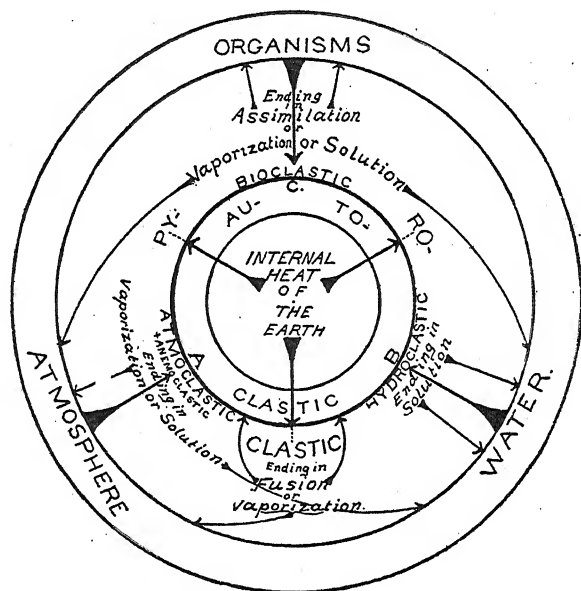 ORGANISMS
Ending
in
Assimilation
or
Vaporization or Solution
BIOCLASTIC
C.
PY- RO-
AU- TO-
INTERNAL
HEAT
OF
THE
EARTH
ATMOCLASTIC
+ANEMOCLASTIC
Ending in
Vaporization or Solution
A
B
HYDROCLASTIC
Ending in
Solution
CLASTIC
CLASTIC
Ending in
Fusion
or
Vaporization.
ATMOSPHERE
WATER.